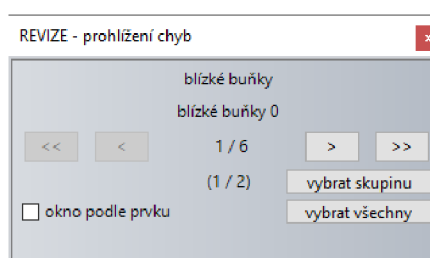 REVIZE - prohlížení chyb x
blízké buňky
blízké buňky 0
<< < 1 / 6 > >>
(1 / 2) vybrat skupinu
okno podle prvku vybrat všechny